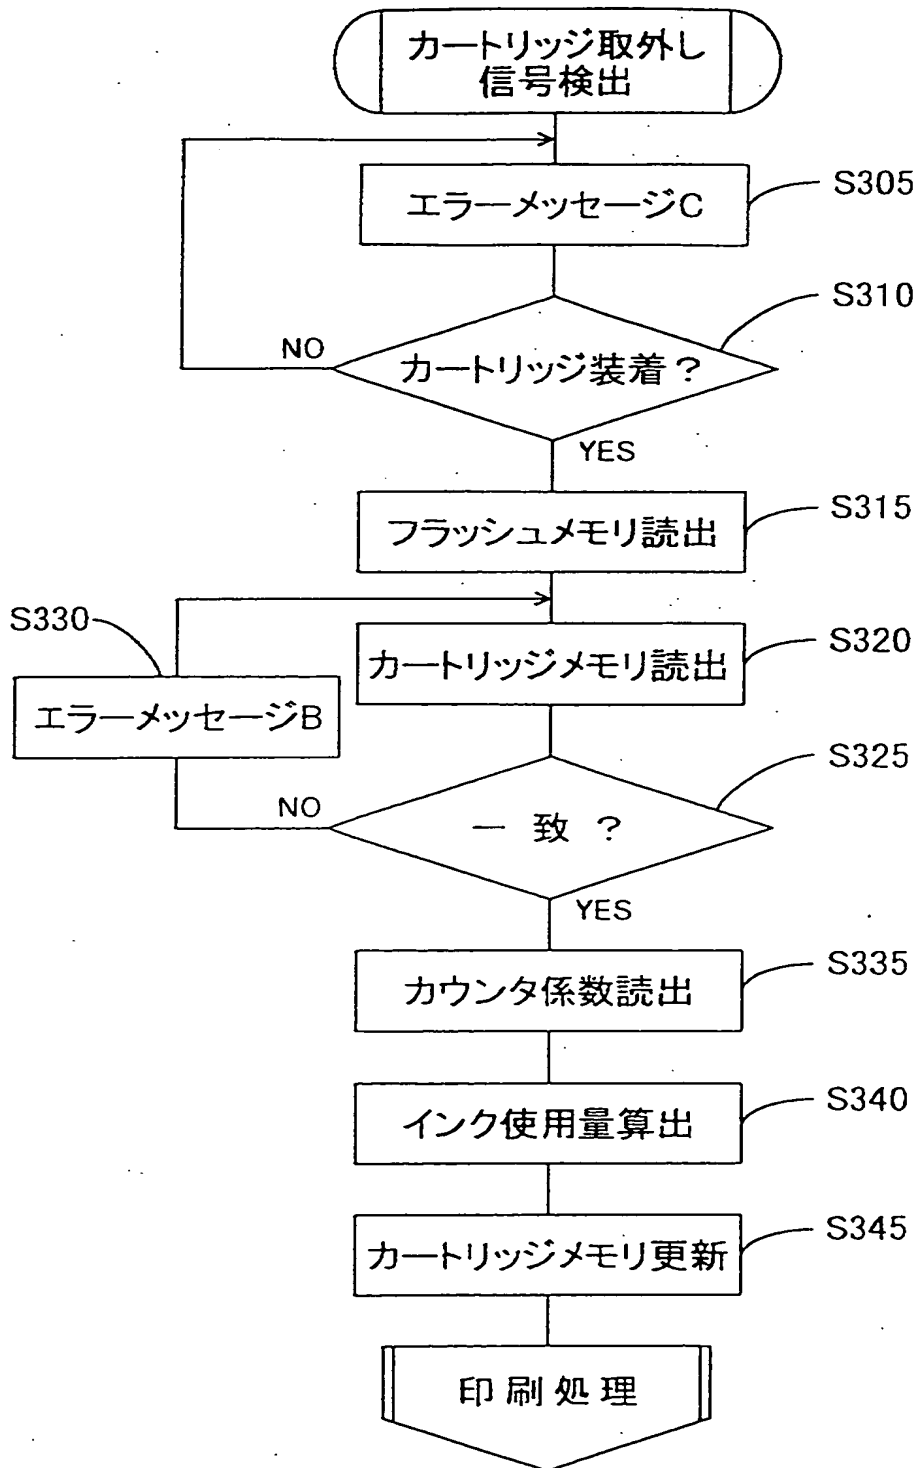 カートリッジ取外し
信号検出
エラーメッセージC
S305
S310
NO
カートリッジ装着?
YES
フラッシュメモリ読出
S315
S330
カートリッジメモリ読出
S320
エラーメッセージB
S325
NO
一致?
YES
カウンタ係数読出
S335
インク使用量算出
S340
カートリッジメモリ更新
S345
印刷処理